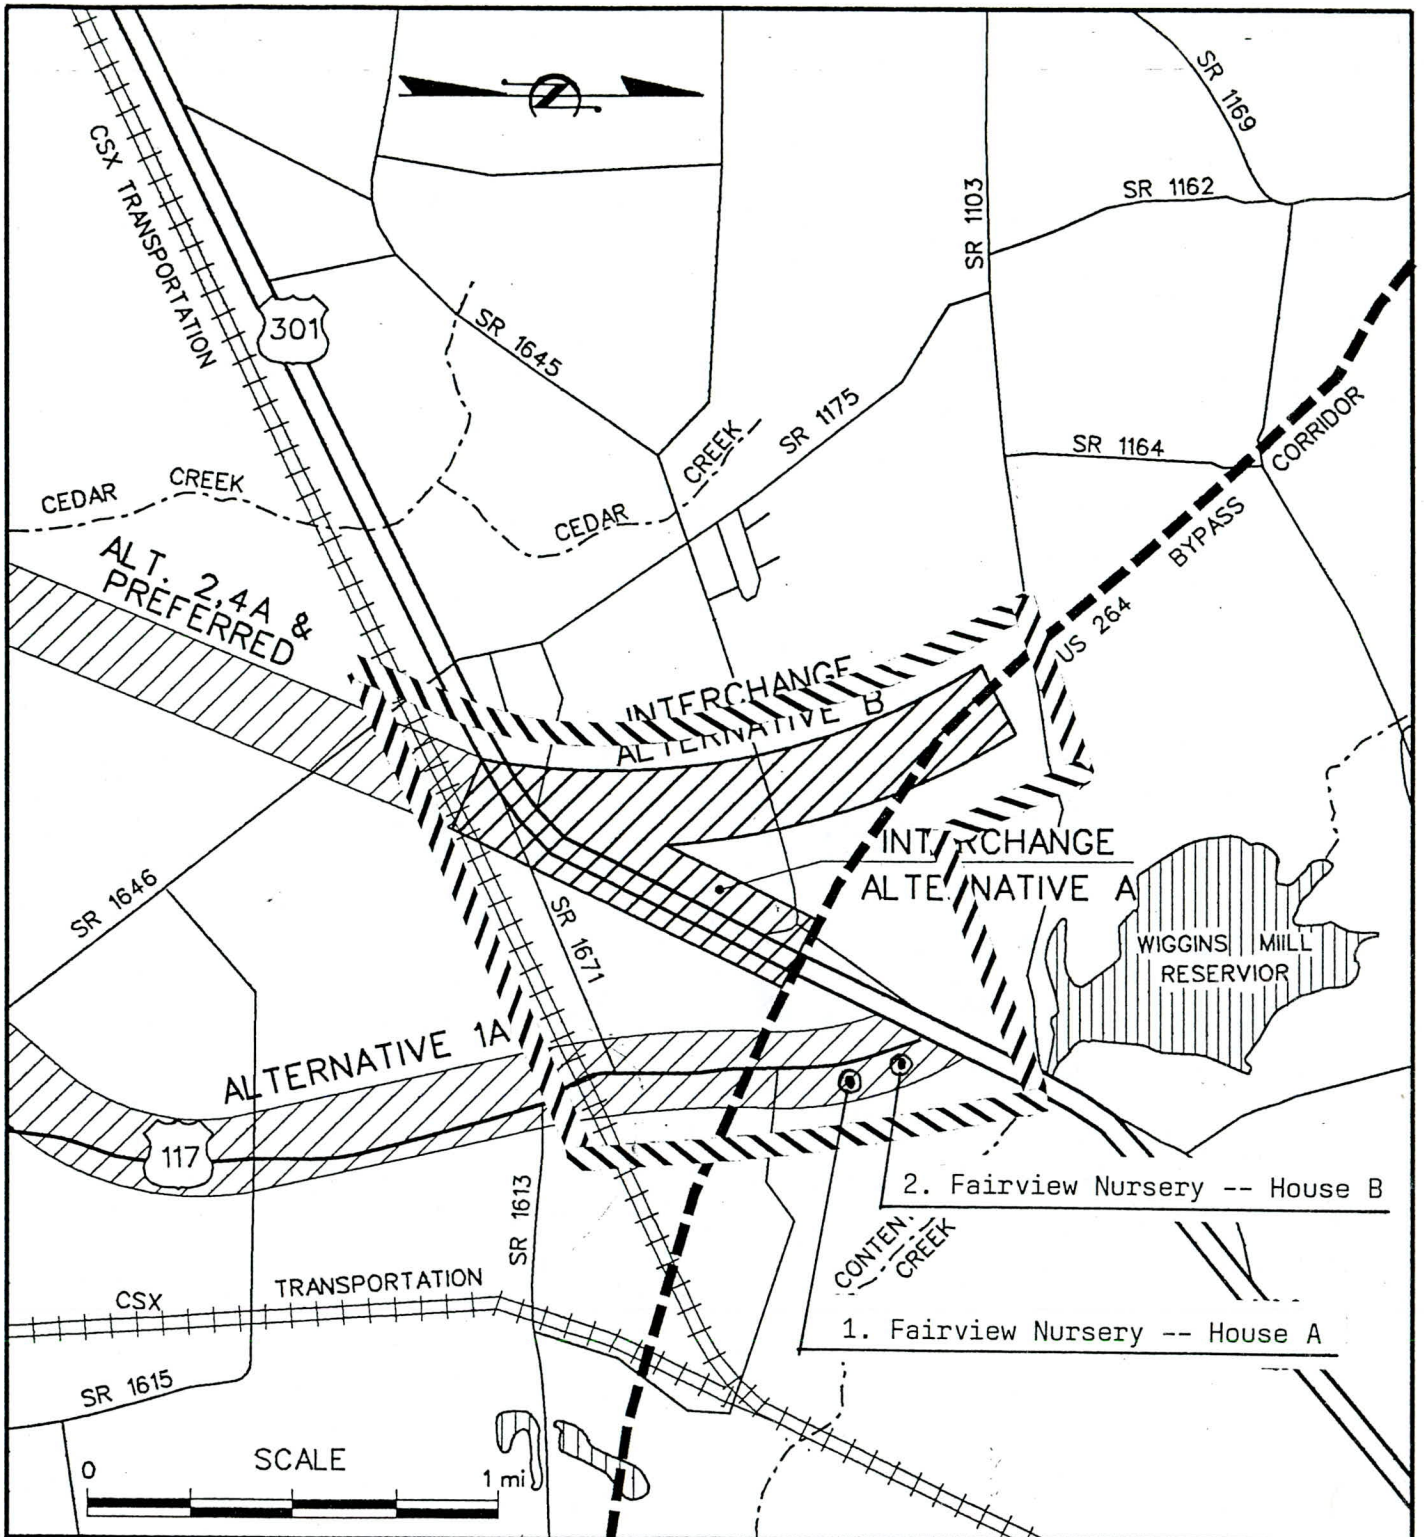 SR 1169
CSX TRANSPORTATION
SR 1103
SR 1162
301
SR 1645
SR 1175
CREEK
SR 1164
CORRIDOR
CEDAR CREEK
CEDAR
BYPASS
ALT. 2,4A &
PREFERRED
US 264
INTERCHANGE
ALTERNATIVE B
INTERCHANGE
ALTERNATIVE A
SR 1646
SR 1671
WIGGINS MIILL
RESERVIOR
ALTERNATIVE 1A
117
2. Fairview Nursery -- House B
SR 1613
CONTEN
CREEK
CSX TRANSPORTATION
1. Fairview Nursery -- House A
SR 1615
SCALE
0
1 mi